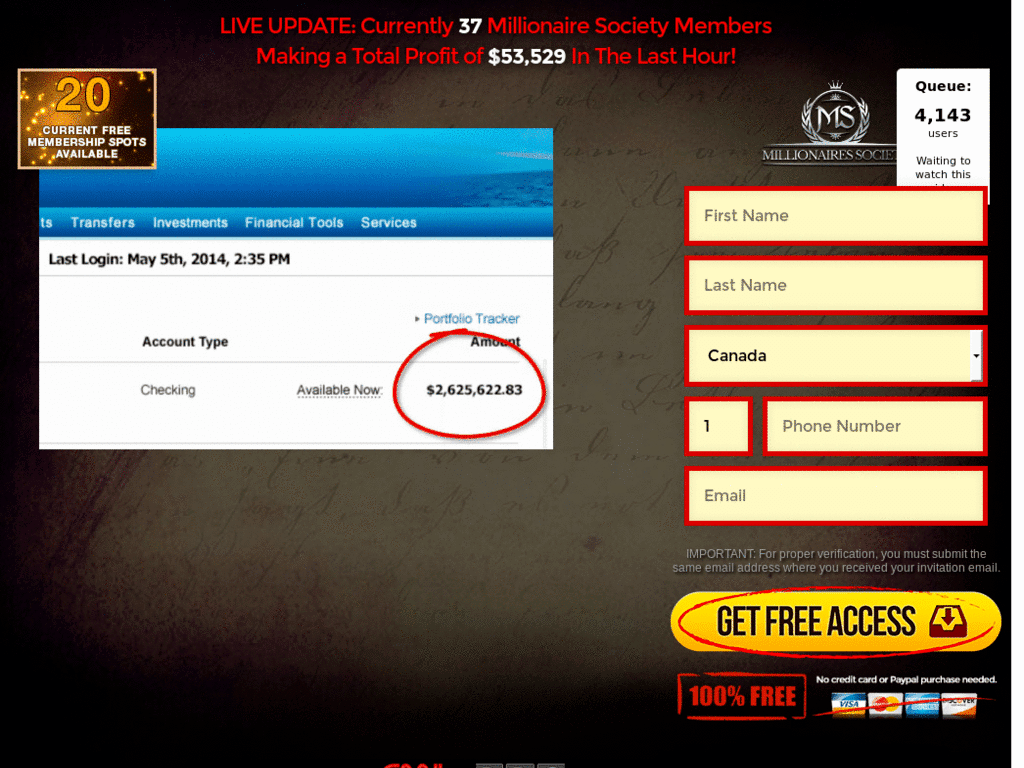 LIVE UPDATE: Currently 37 Millionaire Society Members
Making a Total Profit of $53,529 In The Last Hour!
20
CURRENT FREE
MEMBERSHIP SPOTS
AVAILABLE
MS
MILLIONAIRES SOCIET
Queue:
4,143
users
Waiting to
watch this
ts Transfers Investments Financial Tools Services
Last Login: May 5th, 2014, 2:35 PM
Portfolio Tracker
Account Type Amount
Checking Available Now: $2,625,622.83
First Name
Last Name
Canada
1 Phone Number
Email
IMPORTANT: For proper verification, you must submit the
same email address where you received your invitation email.
GET FREE ACCESS
100% FREE
No credit card or Paypal purchase needed.
VISA